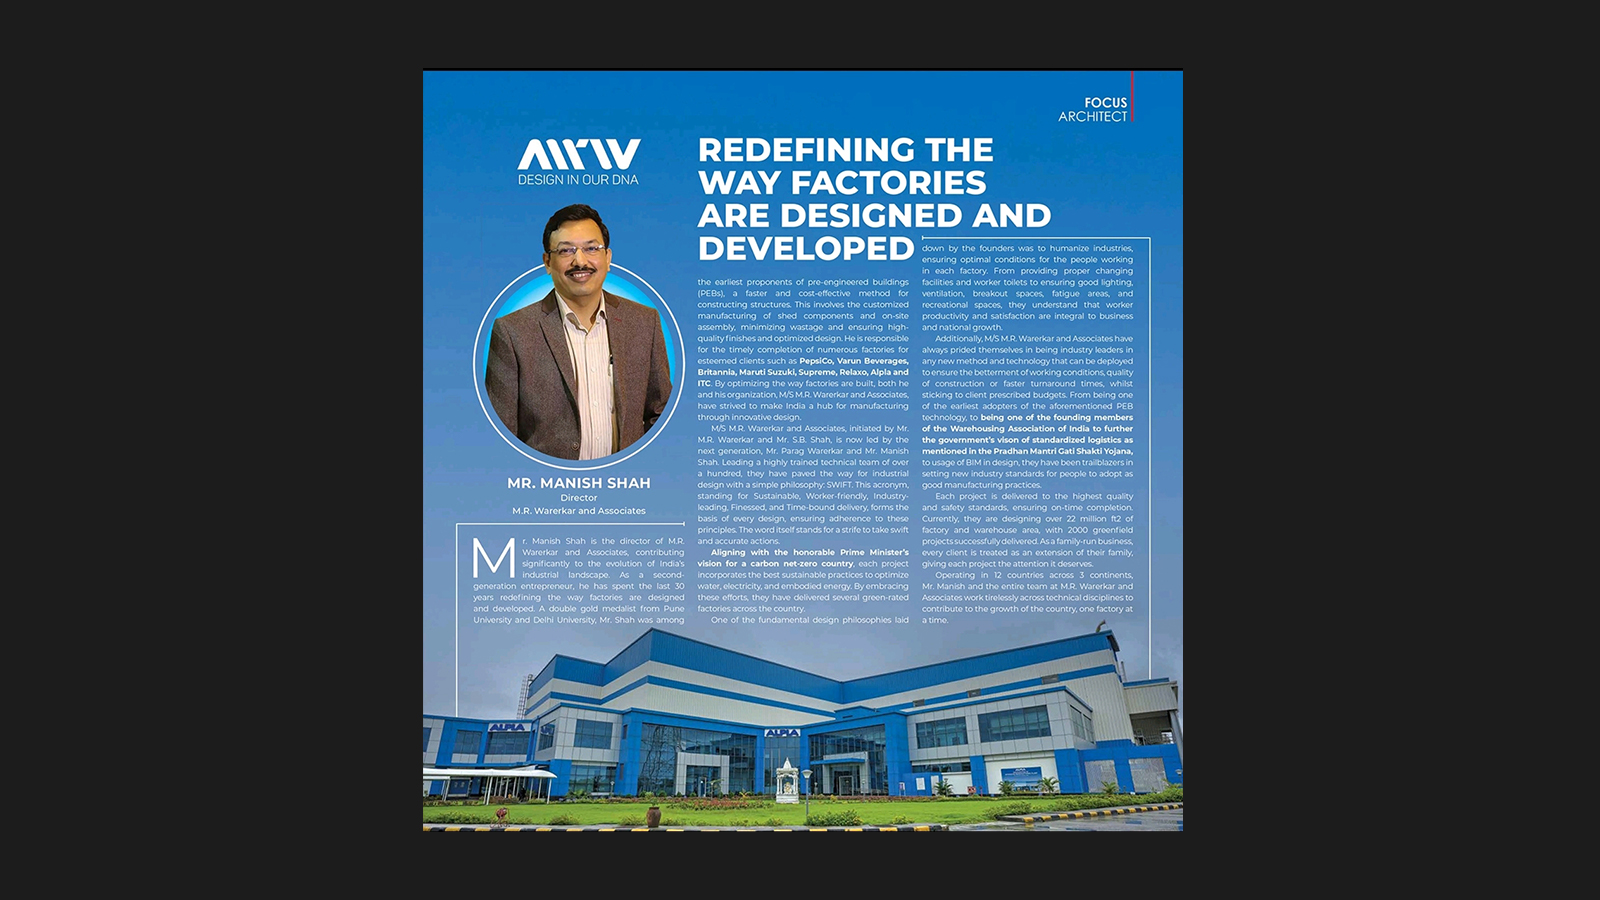 FOCUS
ARCHITECT
MRW
DESIGN IN OUR DNA
REDEFINING THE
WAY FACTORIES
ARE DESIGNED AND
DEVELOPED
MR. MANISH SHAH
Director
M.R. Warerkar and Associates
Mr. Manish Shah is the director of M.R.
Warerkar and Associates, contributing
significantly to the evolution of India's
industrial landscape. As a second-
generation entrepreneur, he has spent the last 30
years redefining the way factories are designed
and developed. A double gold medalist from Pune
University and Delhi University, Mr. Shah was among
the earliest proponents of pre-engineered buildings
(PEBs), a faster and cost-effective method for
constructing structures. This involves the customized
manufacturing of shed components and on-site
assembly, minimizing wastage and ensuring high-
quality finishes and optimized design. He is responsible
for the timely completion of numerous factories for
esteemed clients such as PepsiCo, Varun Beverages,
Britannia, Maruti Suzuki, Supreme, Relaxo, Alpla and
ITC. By optimizing the way factories are built, both he
and his organization, M/S M.R. Warerkar and Associates,
have strived to make India a hub for manufacturing
through innovative design.
M/S M.R. Warerkar and Associates, initiated by Mr.
M.R. Warerkar and Mr. S.B. Shah, is now led by the
next generation, Mr. Parag Warerkar and Mr. Manish
Shah. Leading a highly trained technical team of over
a hundred, they have paved the way for industrial
design with a simple philosophy: SWIFT. This acronym,
standing for Sustainable, Worker-friendly, Industry-
leading, Finessed, and Time-bound delivery, forms the
basis of every design, ensuring adherence to these
principles. The word itself stands for a strife to take swift
and accurate actions.
Aligning with the honorable Prime Minister's
vision for a carbon net-zero country, each project
incorporates the best sustainable practices to optimize
water, electricity, and embodied energy. By embracing
these efforts, they have delivered several green-rated
factories across the country.
One of the fundamental design philosophies laid
down by the founders was to humanize industries,
ensuring optimal conditions for the people working
in each factory. From providing proper changing
facilities and worker toilets to ensuring good lighting,
ventilation, breakout spaces, fatigue areas, and
recreational spaces, they understand that worker
productivity and satisfaction are integral to business
and national growth.
Additionally, M/S M.R. Warerkar and Associates have
always prided themselves in being industry leaders in
any new method and technology that can be deployed
to ensure the betterment of working conditions, quality
of construction or faster turnaround times, whilst
sticking to client prescribed budgets. From being one
of the earliest adopters of the aforementioned PEB
technology, to being one of the founding members
of the Warehousing Association of India to further
the government's vison of standardized logistics as
mentioned in the Pradhan Mantri Gati Shakti Yojana,
to usage of BIM in design, they have been trailblazers in
setting new industry standards for people to adopt as
good manufacturing practices.
Each project is delivered to the highest quality
and safety standards, ensuring on-time completion.
Currently, they are designing over 22 million ft2 of
factory and warehouse area, with 2000 greenfield
projects successfully delivered. As a family-run business,
every client is treated as an extension of their family,
giving each project the attention it deserves.
Operating in 12 countries across 3 continents,
Mr. Manish and the entire team at M.R. Warerkar and
Associates work tirelessly across technical disciplines to
contribute to the growth of the country, one factory at
a time.
ALPLA
ALPLA